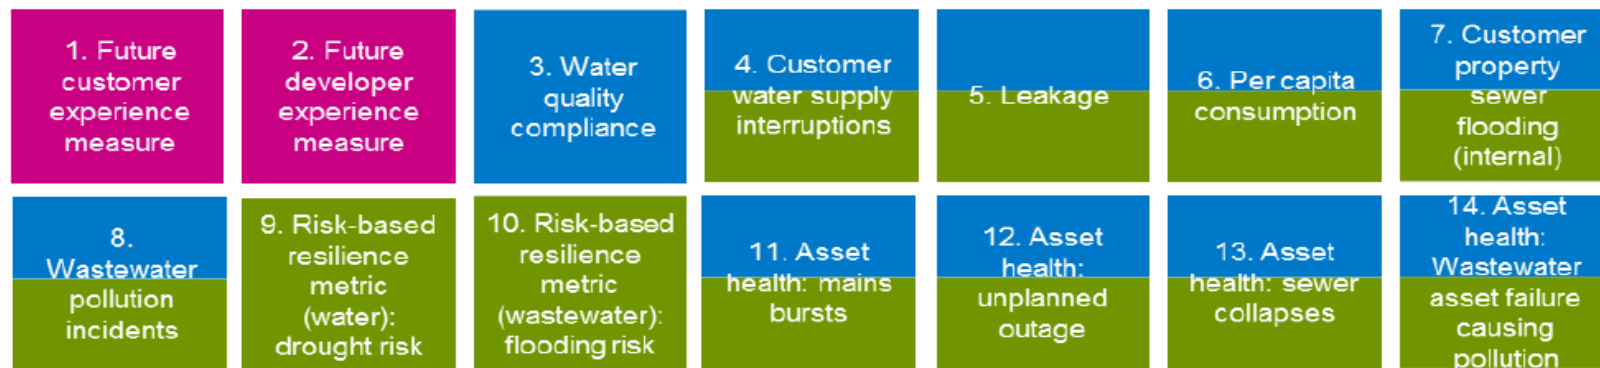 1. Future
customer
experience
measure
2. Future
developer
experience
measure
3. Water
quality
compliance
4. Customer
water supply
interruptions
5. Leakage
6. Per capita
consumption
7. Customer
property
sewer
flooding
(internal)
8.
Wastewater
pollution
incidents
9. Risk-based
resilience
metric
(water):
drought risk
10. Risk-based
resilience
metric
(wastewater):
flooding risk
11. Asset
health: mains
bursts
12. Asset
health:
unplanned
outage
13. Asset
health: sewer
collapses
14. Asset
health:
Wastewater
asset failure
causing
pollution